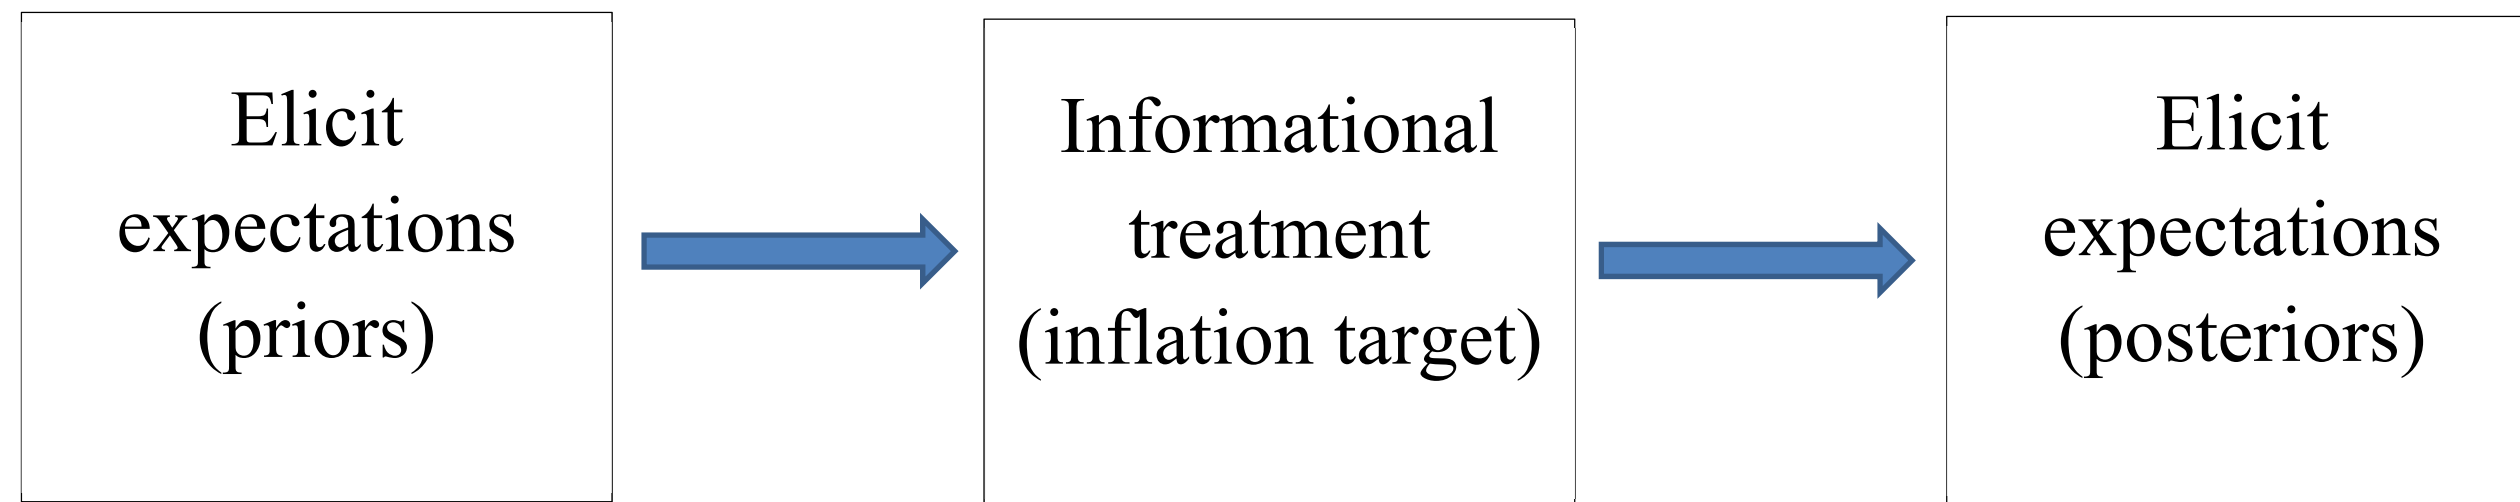 Elicit
expectations
(priors)
Informational
treatment
(inflation target)
Elicit
expectations
(posteriors)